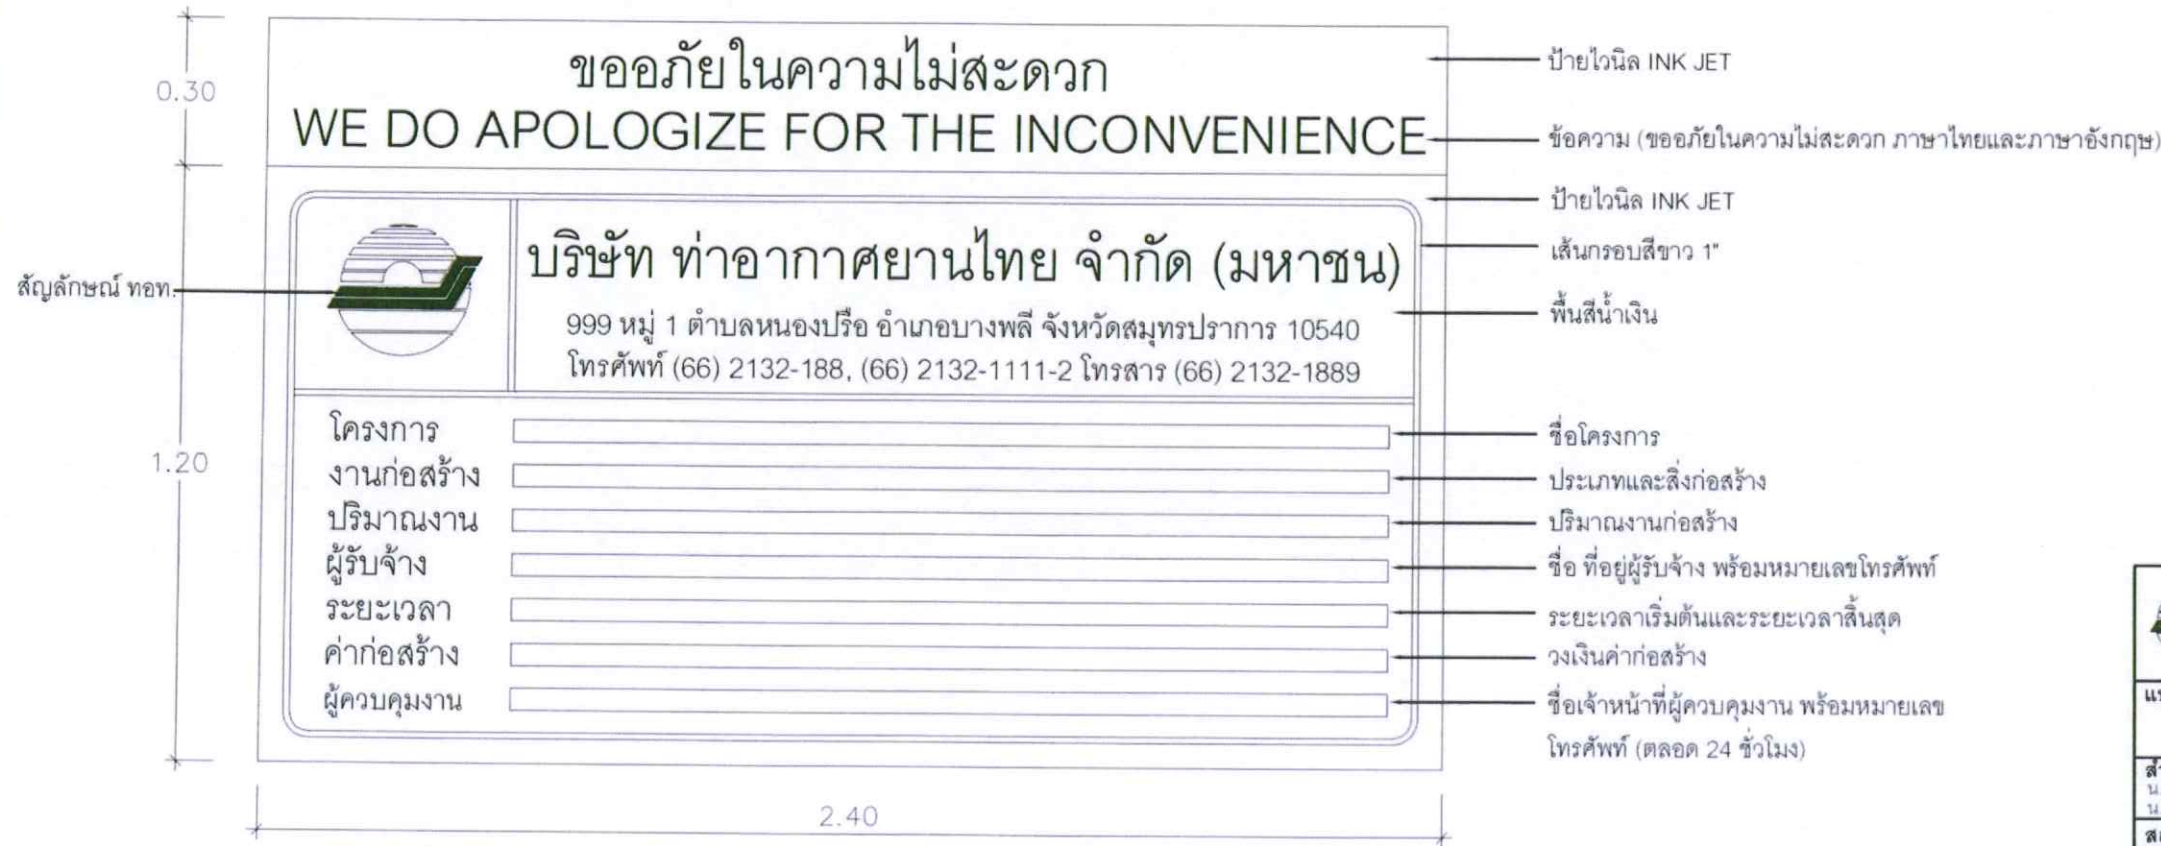 ขออภัยในความไม่สะดวก
WE DO APOLOGIZE FOR THE INCONVENIENCE
0.30
1.20
2.40
สัญลักษณ์ ทอท.
บริษัท ท่าอากาศยานไทย จำกัด (มหาชน)
999 หมู่ 1 ตำบลหนองปรือ อำเภอบางพลี จังหวัดสมุทรปราการ 10540
โทรศัพท์ (66) 2132-188, (66) 2132-1111-2 โทรสาร (66) 2132-1889
โครงการ
งานก่อสร้าง
ปริมาณงาน
ผู้รับจ้าง
ระยะเวลา
ค่าก่อสร้าง
ผู้ควบคุมงาน
ป้ายไวนิล INK JET
ข้อความ (ขออภัยในความไม่สะดวก ภาษาไทยและภาษาอังกฤษ)
ป้ายไวนิล INK JET
เส้นกรอบสีขาว 1"
พื้นสีน้ำเงิน
ชื่อโครงการ
ประเภทและสิ่งก่อสร้าง
ปริมาณงานก่อสร้าง
ชื่อ ที่อยู่ผู้รับจ้าง พร้อมหมายเลขโทรศัพท์
ระยะเวลาเริ่มต้นและระยะเวลาสิ้นสุด
วงเงินค่าก่อสร้าง
ชื่อเจ้าหน้าที่ผู้ควบคุมงาน พร้อมหมายเลข
โทรศัพท์ (ตลอด 24 ชั่วโมง)